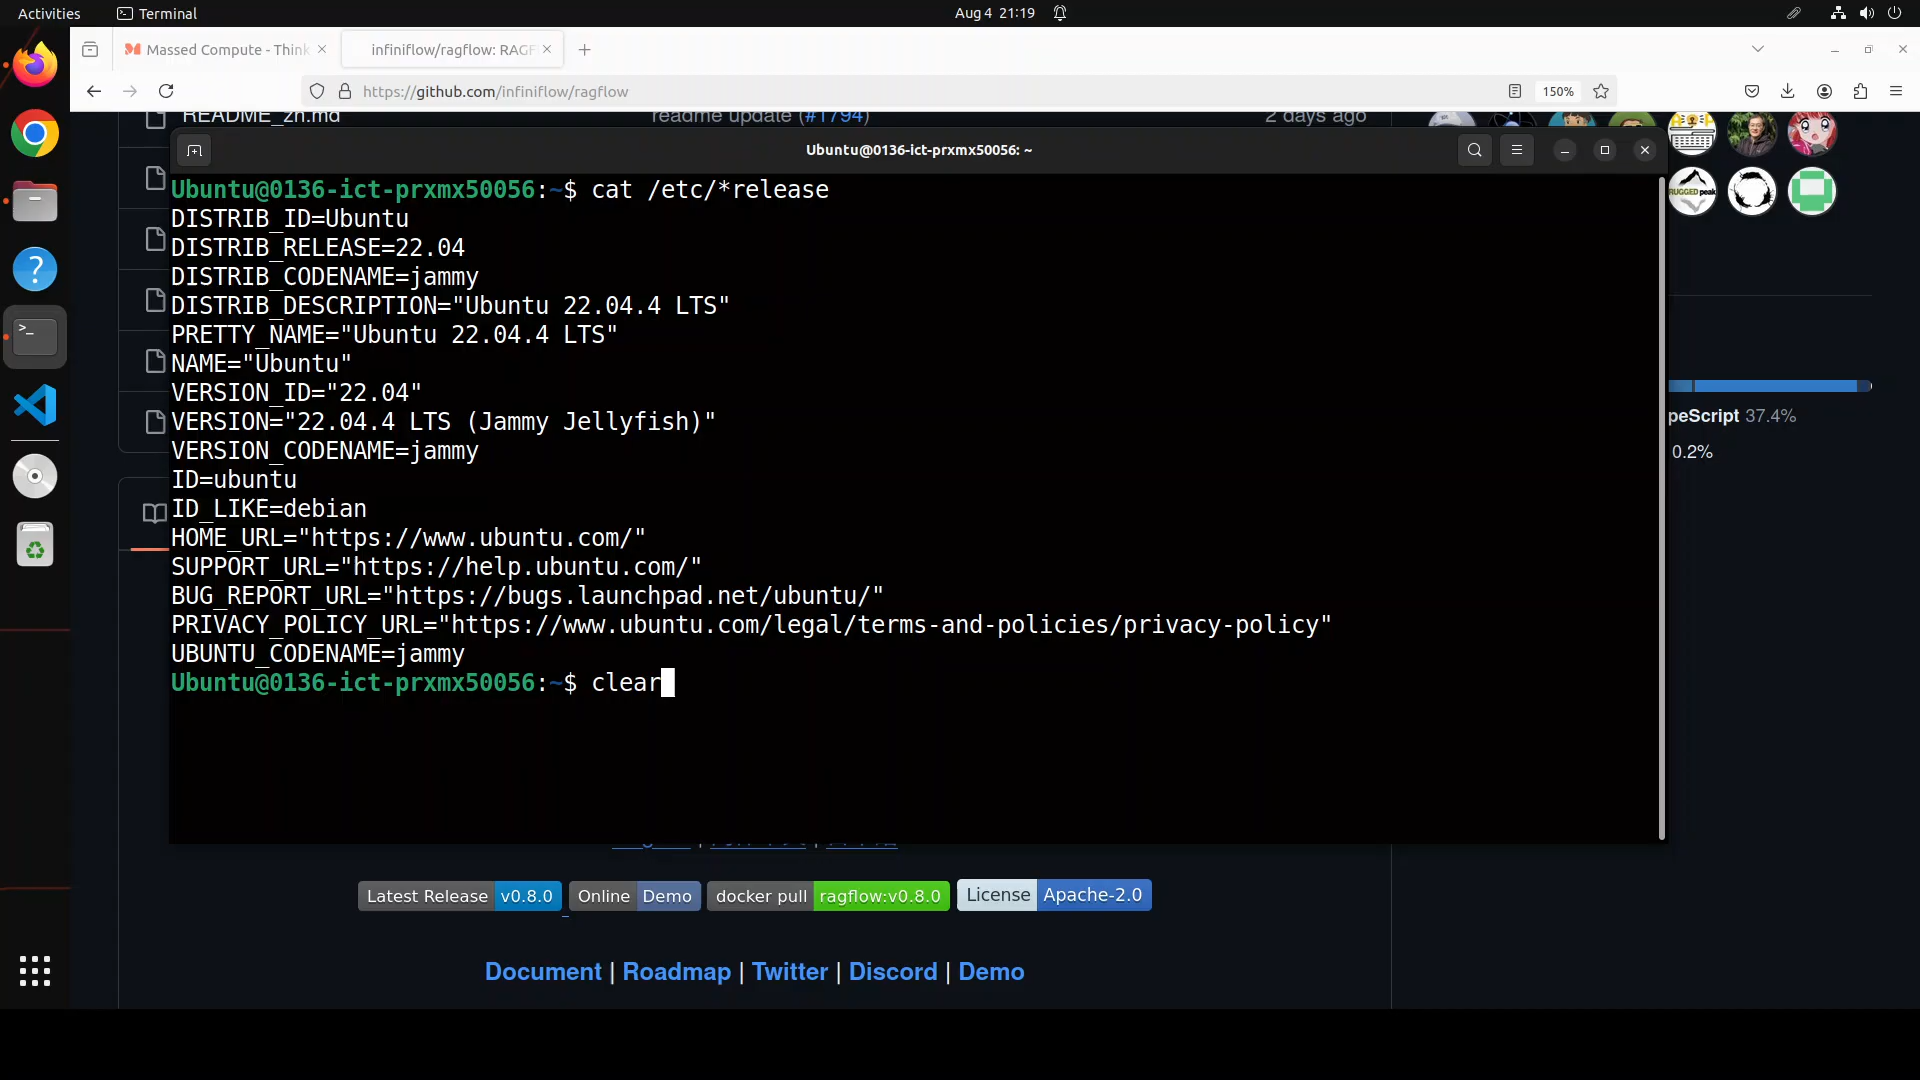 Activities
Terminal
Aug 4 21:19
Massed Compute - Think
infiniflow/ragflow: RAGF
https://github.com/infiniflow/ragflow
150%
README_zh.md
readme update (#1794)
2 days ago
Ubuntu@0136-ict-prxmx50056: ~
Ubuntu@0136-ict-prxmx50056:~$ cat /etc/*release
DISTRIB_ID=Ubuntu
DISTRIB_RELEASE=22.04
DISTRIB_CODENAME=jammy
DISTRIB_DESCRIPTION="Ubuntu 22.04.4 LTS"
PRETTY_NAME="Ubuntu 22.04.4 LTS"
NAME="Ubuntu"
VERSION_ID="22.04"
VERSION="22.04.4 LTS (Jammy Jellyfish)"
VERSION_CODENAME=jammy
ID=ubuntu
ID_LIKE=debian
HOME_URL="https://www.ubuntu.com/"
SUPPORT_URL="https://help.ubuntu.com/"
BUG_REPORT_URL="https://bugs.launchpad.net/ubuntu/"
PRIVACY_POLICY_URL="https://www.ubuntu.com/legal/terms-and-policies/privacy-policy"
UBUNTU_CODENAME=jammy
Ubuntu@0136-ict-prxmx50056:~$ clear
RUGGED peak
peScript 37.4%
0.2%
Latest Release v0.8.0
Online Demo
docker pull ragflow:v0.8.0
License Apache-2.0
Document | Roadmap | Twitter | Discord | Demo